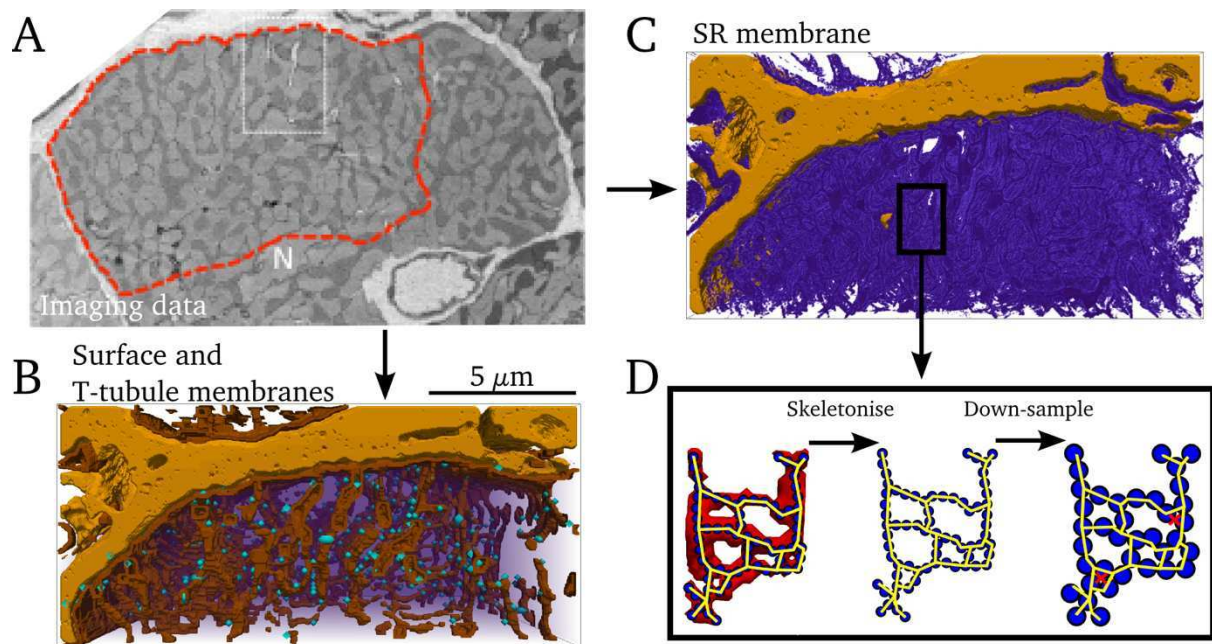 A
N
Imaging data
C
SR membrane
B
Surface and
T-tubule membranes
5 μm
D
Skeletonise
Down-sample